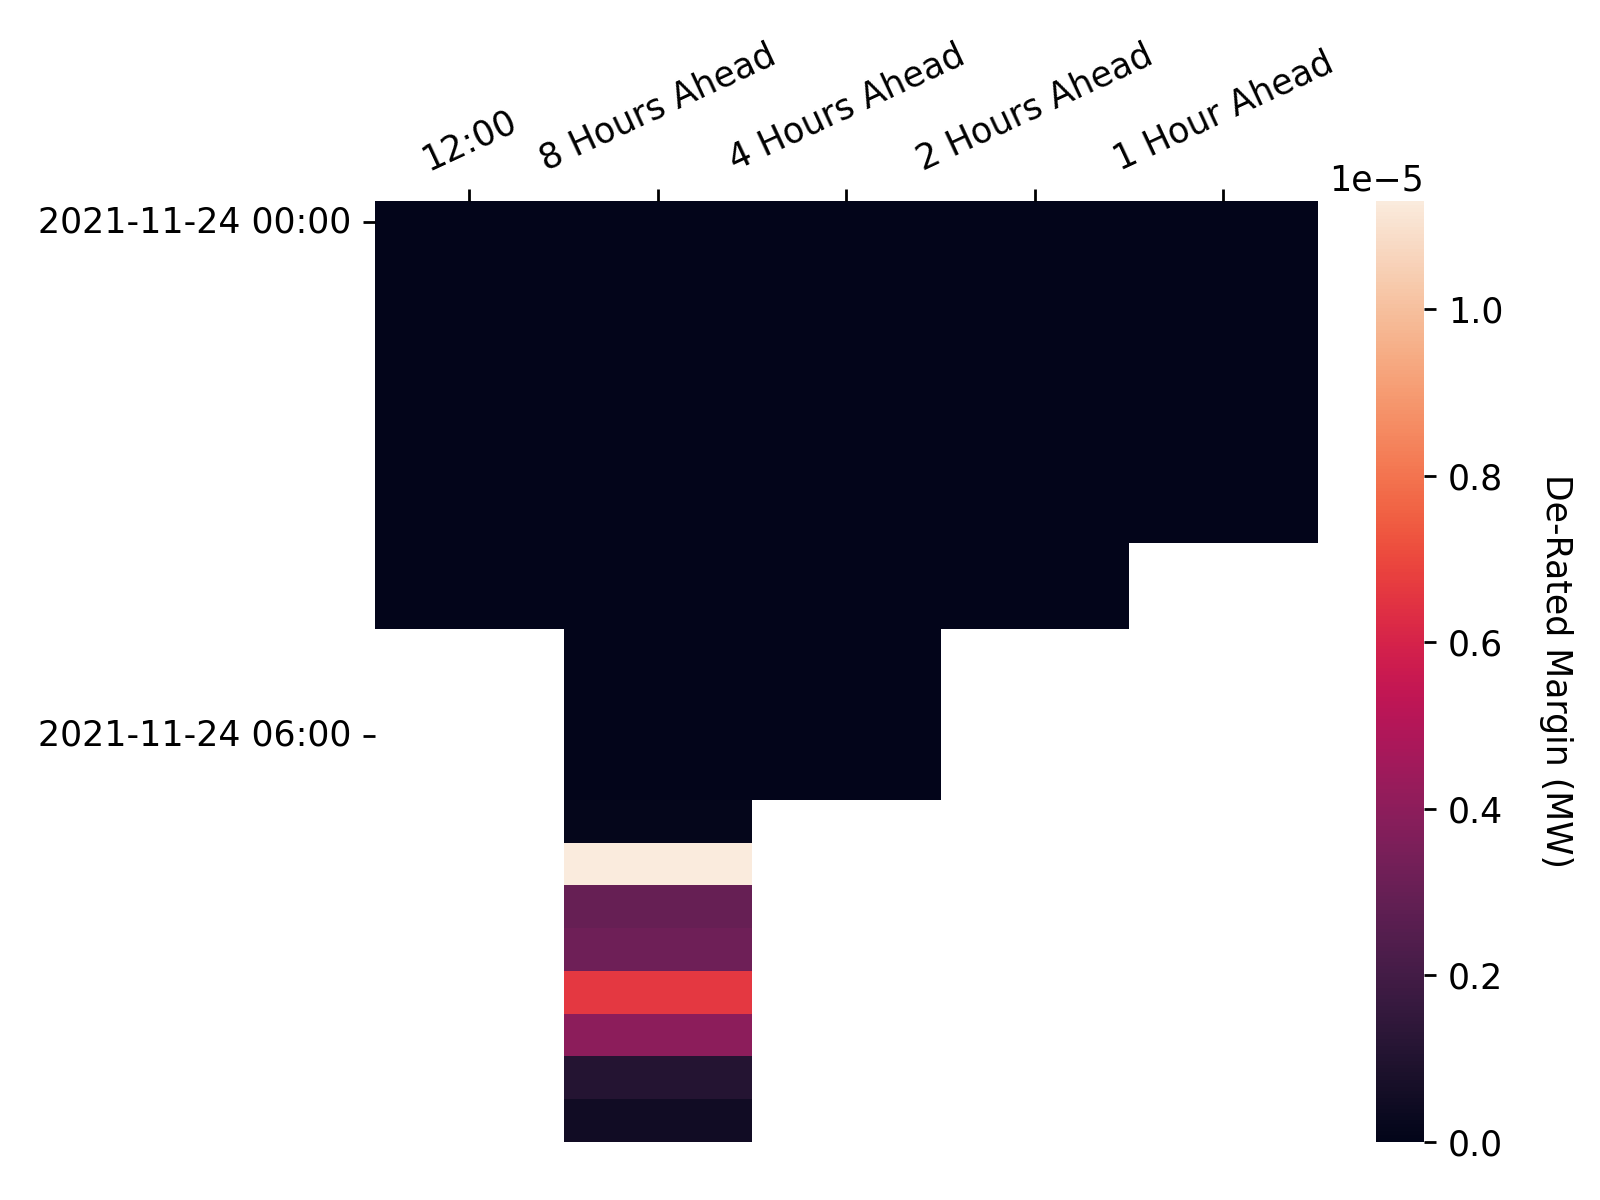 12:00
8 Hours Ahead
4 Hours Ahead
2 Hours Ahead
1 Hour Ahead
1e−5
2021-11-24 00:00
2021-11-24 06:00
1.0
0.8
0.6
0.4
0.2
0.0
De-Rated Margin (MW)